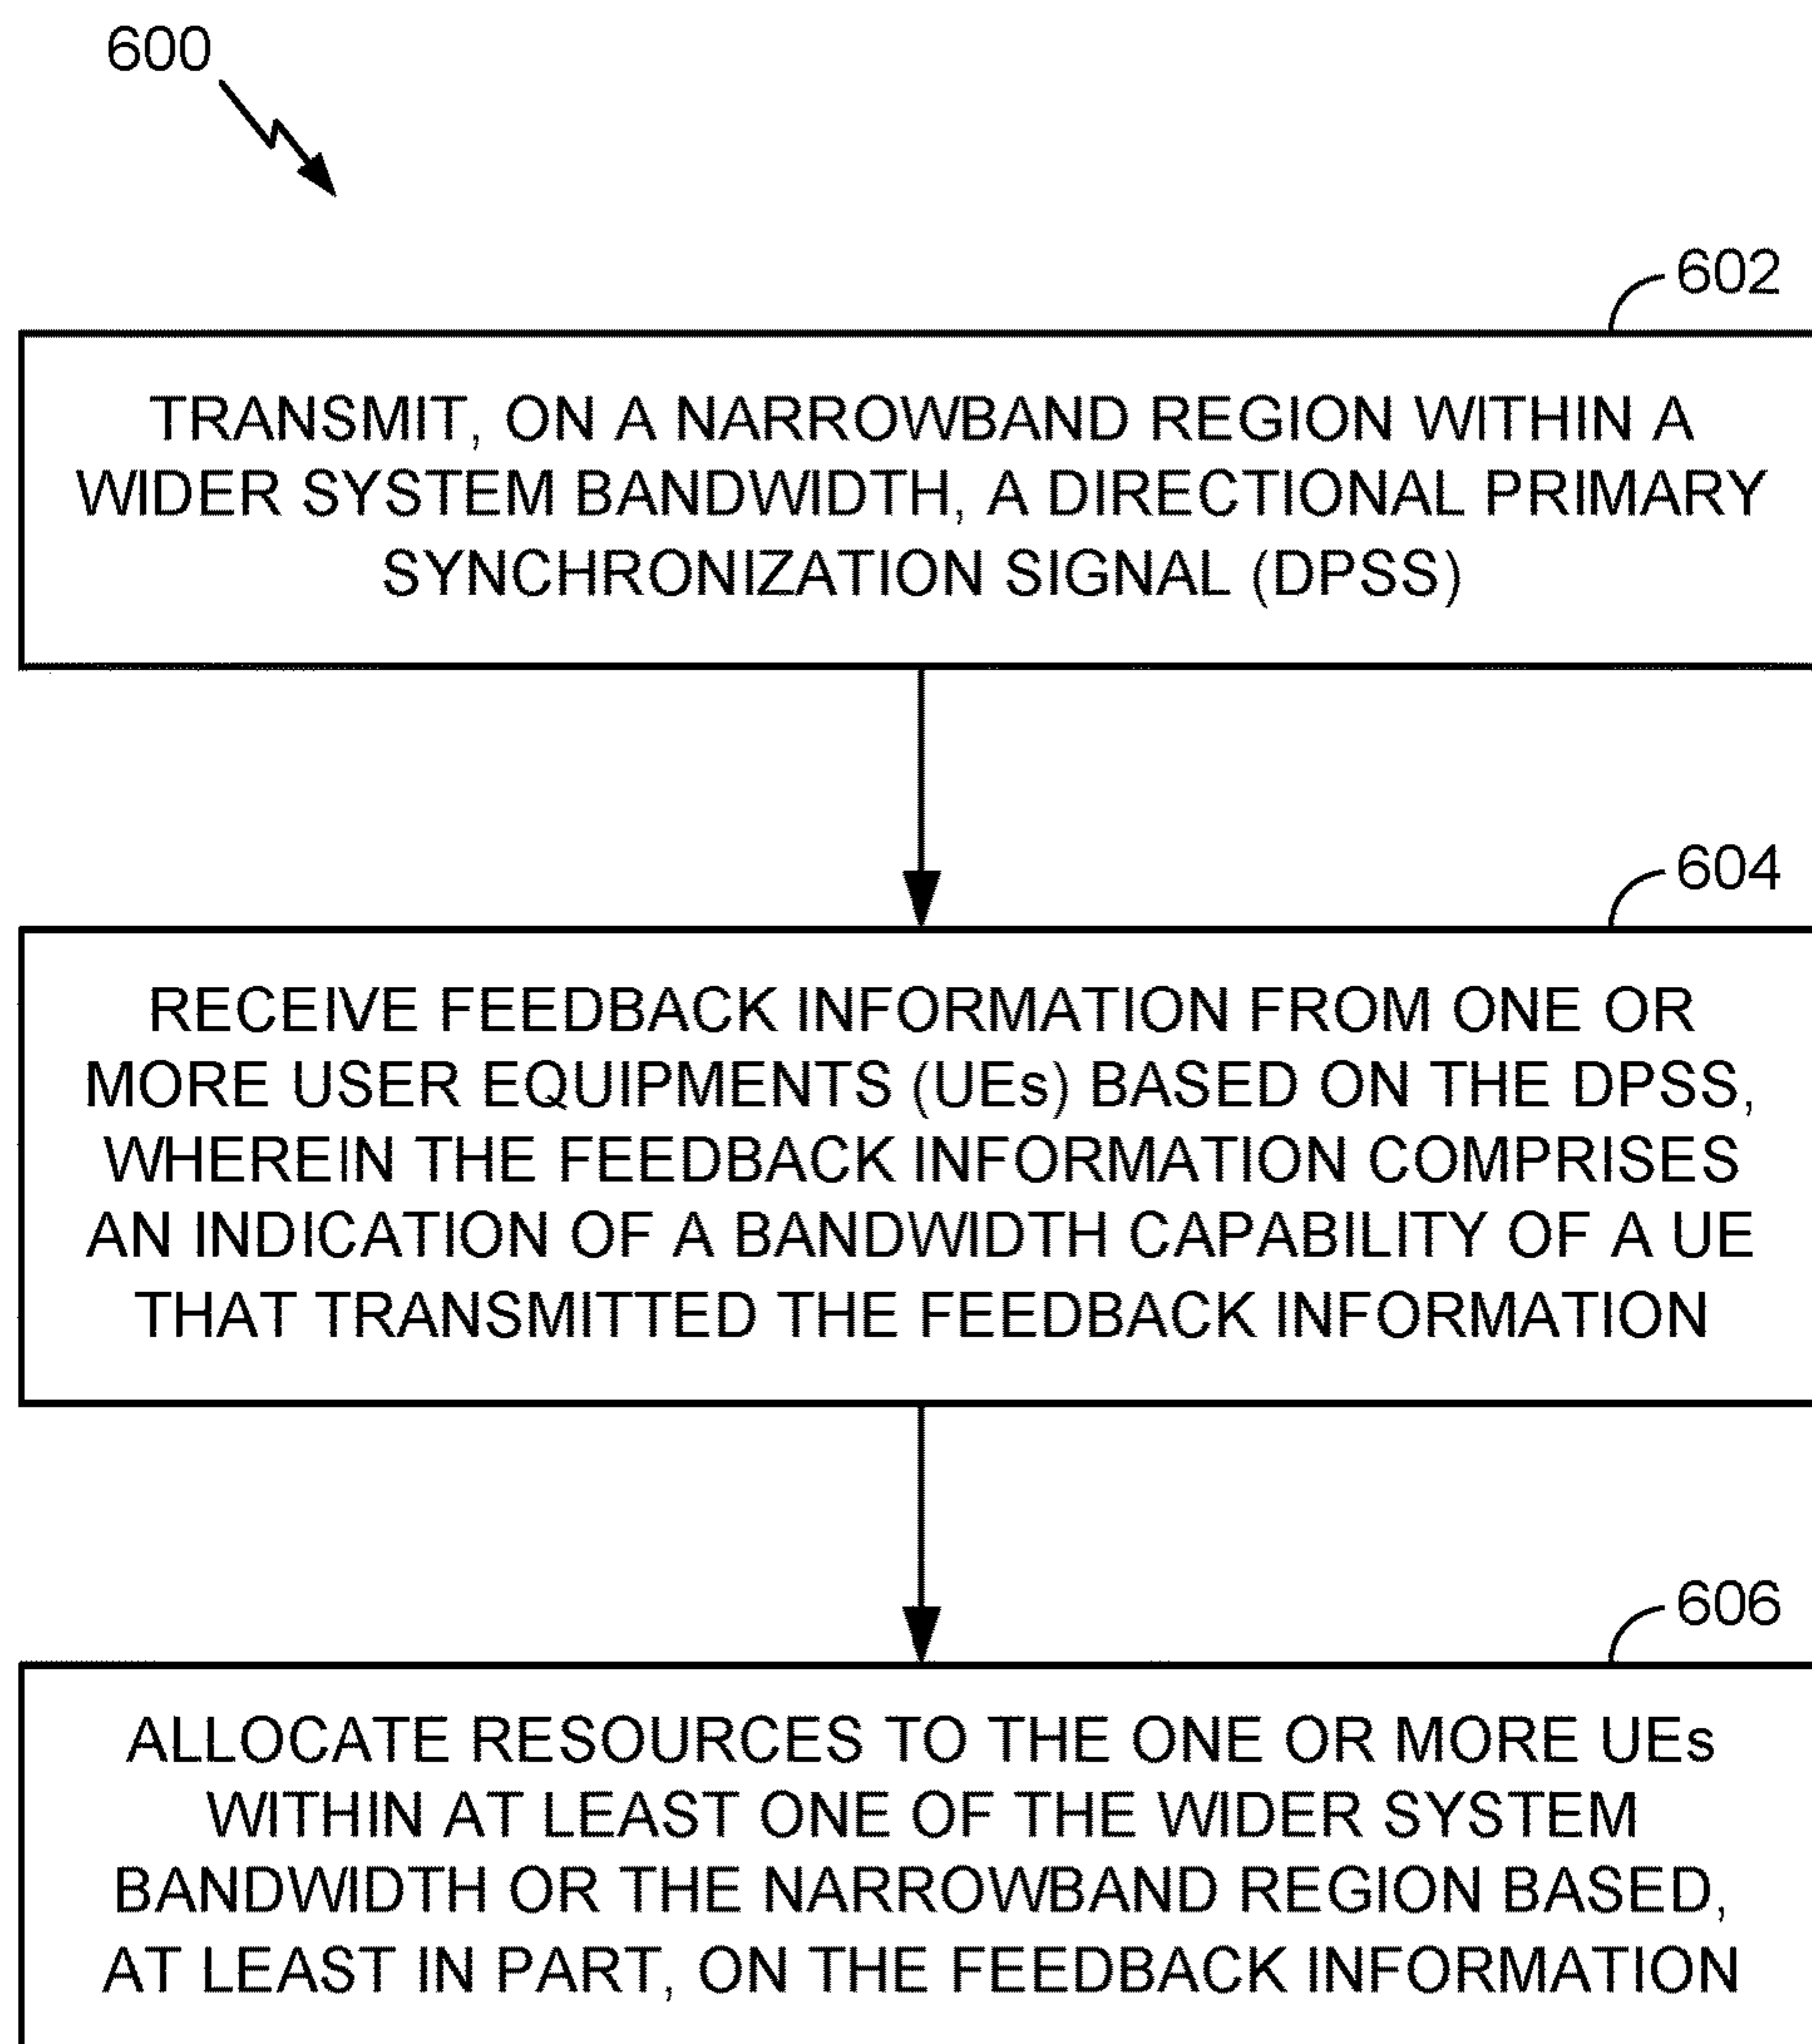 600
602
TRANSMIT, ON A NARROWBAND REGION WITHIN A
WIDER SYSTEM BANDWIDTH, A DIRECTIONAL PRIMARY
SYNCHRONIZATION SIGNAL (DPSS)
604
RECEIVE FEEDBACK INFORMATION FROM ONE OR
MORE USER EQUIPMENTS (UEs) BASED ON THE DPSS,
WHEREIN THE FEEDBACK INFORMATION COMPRISES
AN INDICATION OF A BANDWIDTH CAPABILITY OF A UE
THAT TRANSMITTED THE FEEDBACK INFORMATION
606
ALLOCATE RESOURCES TO THE ONE OR MORE UEs
WITHIN AT LEAST ONE OF THE WIDER SYSTEM
BANDWIDTH OR THE NARROWBAND REGION BASED,
AT LEAST IN PART, ON THE FEEDBACK INFORMATION